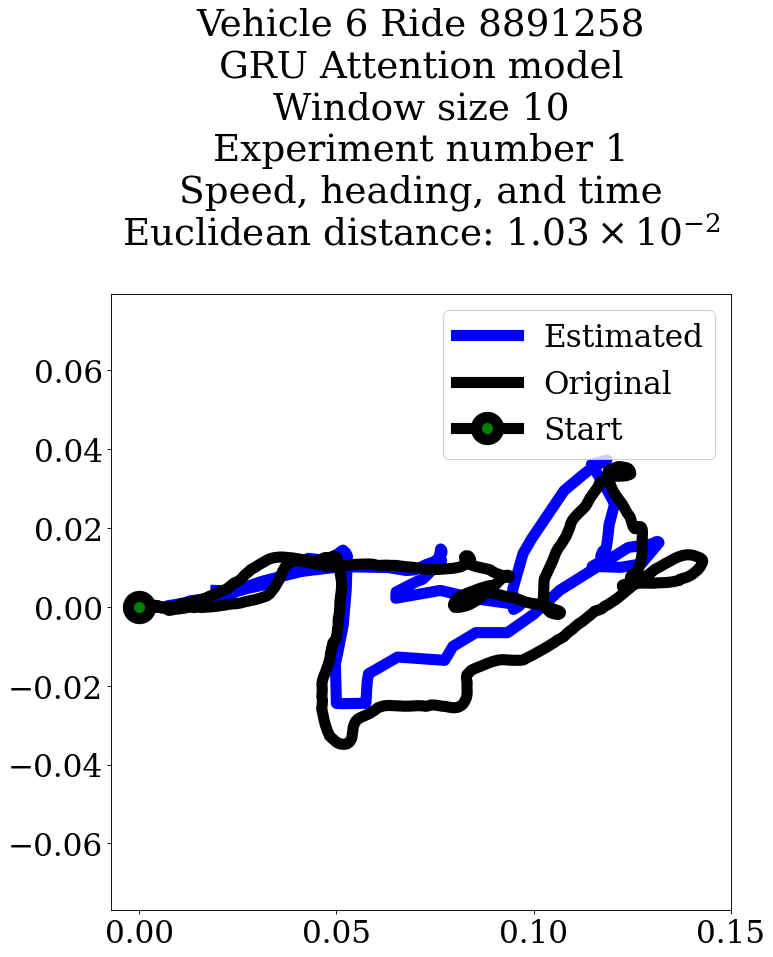 Vehicle 6 Ride 8891258
GRU Attention model
Window size 10
Experiment number 1
Speed, heading, and time
Euclidean distance: 1.03 × 10⁻²
Estimated
Original
Start
0.06
0.04
0.02
0.00
−0.02
−0.04
−0.06
0.00 0.05 0.10 0.15